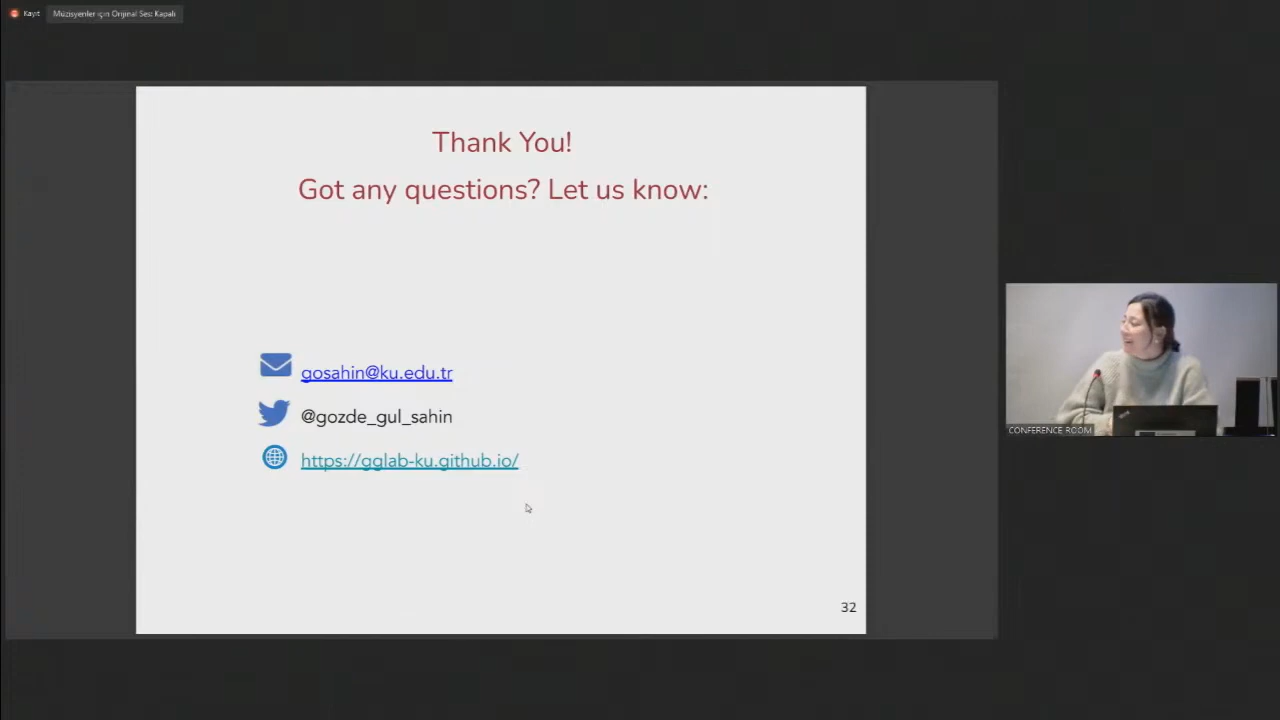 Kayıt
Müzisyenler için Orijinal Ses: Kapalı
Thank You!
Got any questions? Let us know:
gosahin@ku.edu.tr
@gozde_gul_sahin
https://gglab-ku.github.io/
32
CONFERENCE ROOM